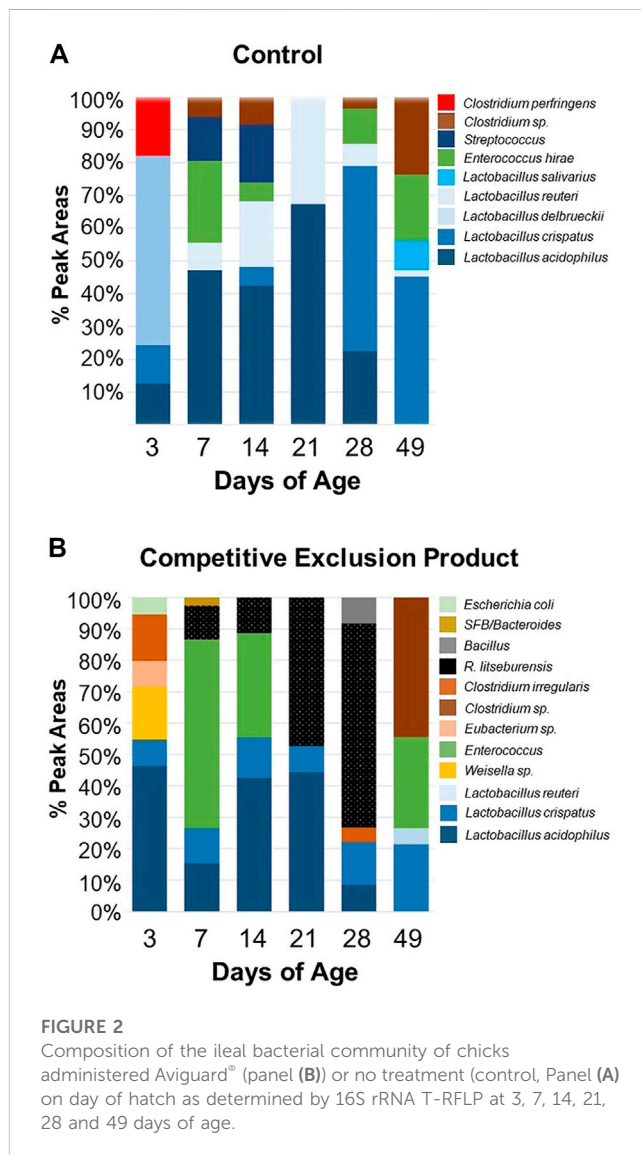 A
Control
100%
90%
80%
70%
60%
50%
40%
30%
20%
10%
% Peak Areas
3 7 14 21 28 49
Days of Age
Clostridium perfringens
Clostridium sp.
Streptococcus
Enterococcus hirae
Lactobacillus salivarius
Lactobacillus reuteri
Lactobacillus delbrueckii
Lactobacillus crispatus
Lactobacillus acidophilus
B
Competitive Exclusion Product
100%
90%
80%
70%
60%
50%
40%
30%
20%
10%
0%
% Peak Areas
3 7 14 21 28 49
Days of Age
Escherichia coli
SFB/Bacteroides
Bacillus
R. litseburensis
Clostridium irregularis
Clostridium sp.
Eubacterium sp.
Enterococcus
Weisella sp.
Lactobacillus reuteri
Lactobacillus crispatus
Lactobacillus acidophilus
FIGURE 2
Composition of the ileal bacterial community of chicks
administered Aviguard® (panel (B)) or no treatment (control, Panel (A)
on day of hatch as determined by 16S rRNA T-RFLP at 3, 7, 14, 21,
28 and 49 days of age.